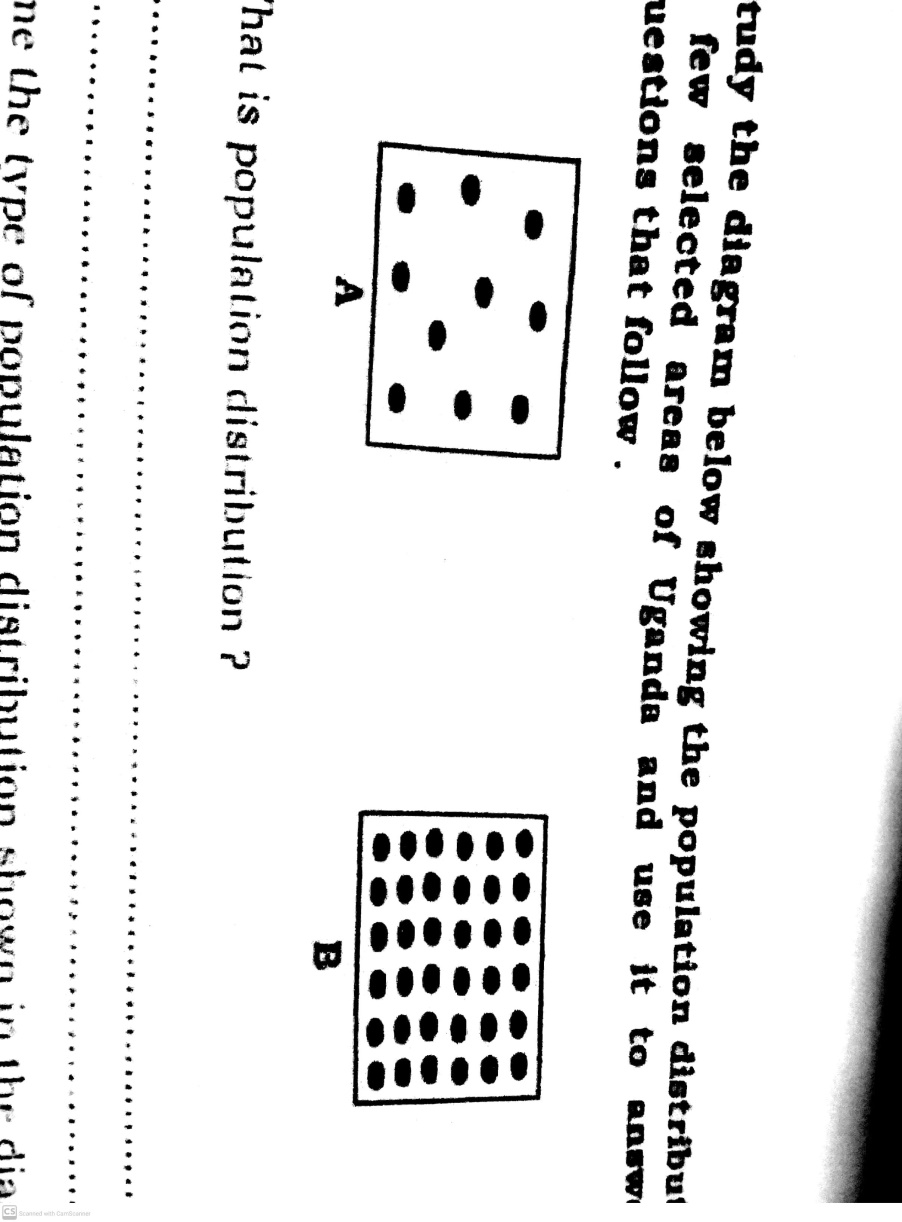 tudy the diagram below showing the population distribut
few selected areas of Uganda and use it to answe
uestions that follow.
A
B
hat is population distribution ?
me the type of population distribution shown in the dia
CS Scanned with CamScanner